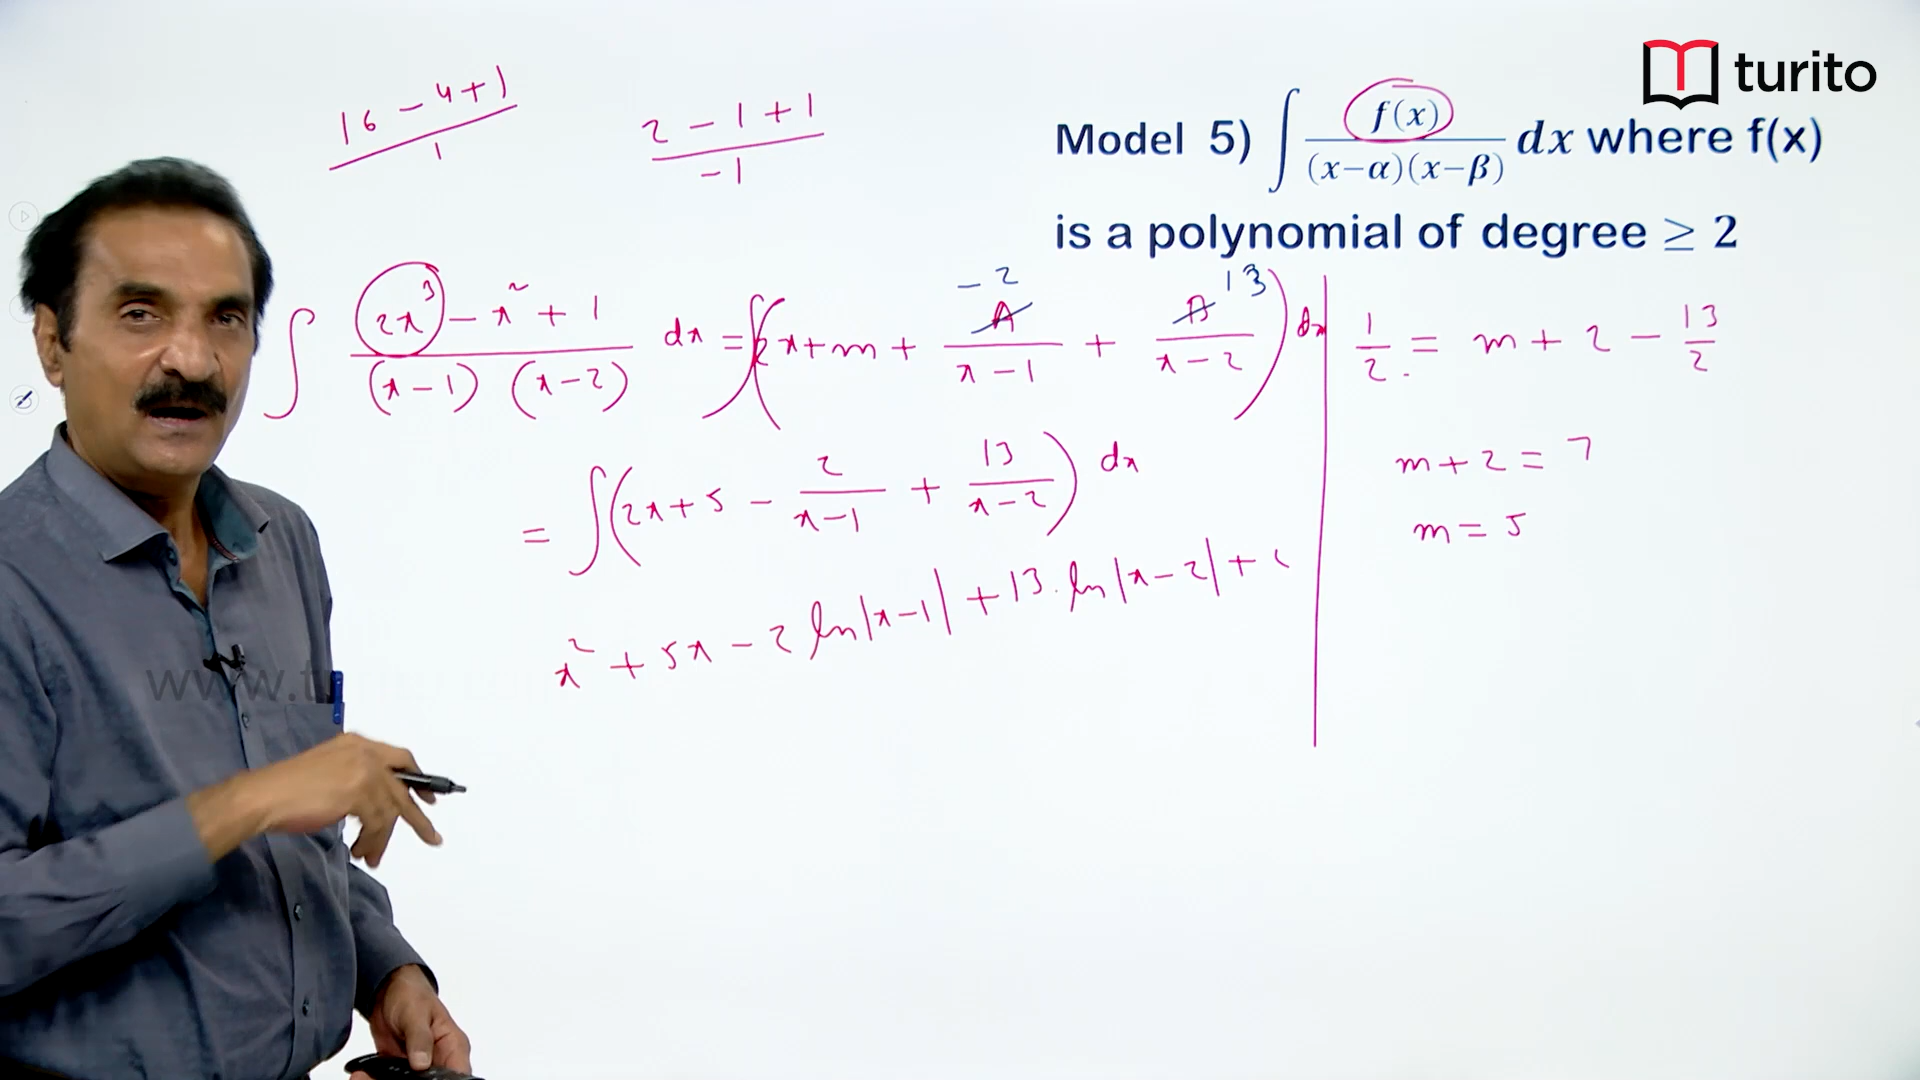 turito
Model 5) ∫ f(x) / (x−α)(x−β) dx where f(x)
is a polynomial of degree ≥ 2
16 − 4 + 1 / 1
2 − 1 + 1 / −1
∫ 2x³ − x² + 1 / (x − 1) (x − 2) dx = ∫ (2x + m + A / x − 1 + B / x − 2) dx
−2
13
= ∫ (2x + 5 − 2 / x − 1 + 13 / x − 2) dx
x² + 5x − 2 ln|x − 1| + 13. ln|x − 2| + c
1 / 2 = m + 2 − 13 / 2
m + 2 = 7
m = 5
www.t